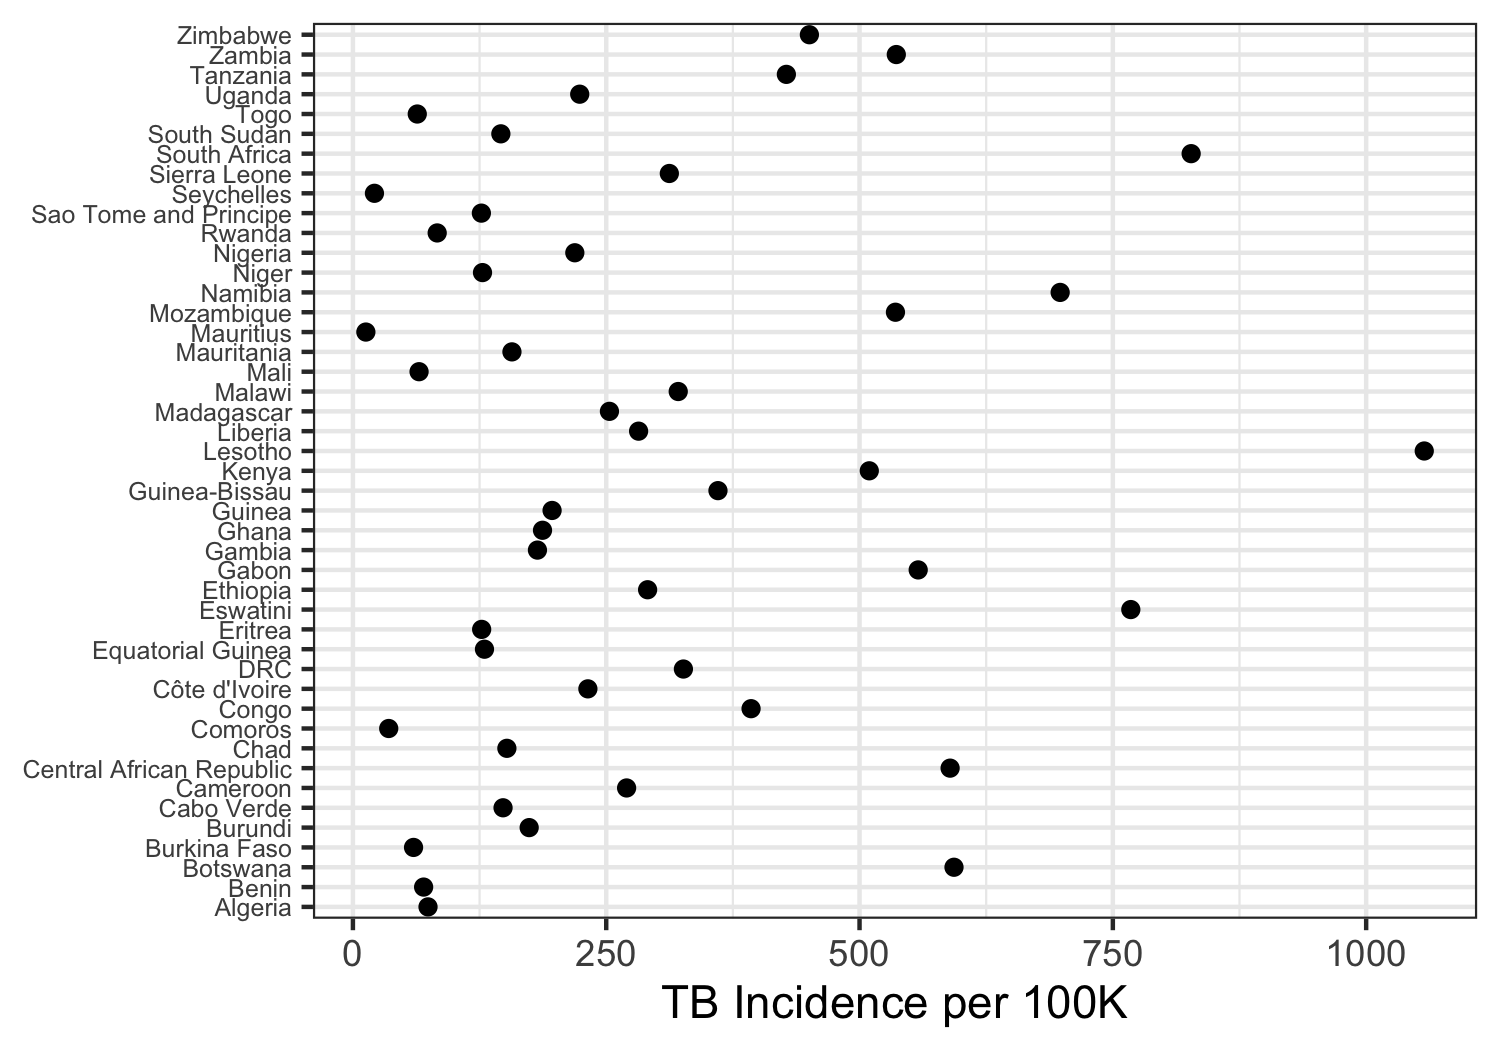 Zimbabwe
Zambia
Tanzania
Uganda
Togo
South Sudan
South Africa
Sierra Leone
Seychelles
Sao Tome and Principe
Rwanda
Nigeria
Niger
Namibia
Mozambique
Mauritius
Mauritania
Mali
Malawi
Madagascar
Liberia
Lesotho
Kenya
Guinea-Bissau
Guinea
Ghana
Gambia
Gabon
Ethiopia
Eswatini
Eritrea
Equatorial Guinea
DRC
Côte d'Ivoire
Congo
Comoros
Chad
Central African Republic
Cameroon
Cabo Verde
Burundi
Burkina Faso
Botswana
Benin
Algeria
0 250 500 750 1000
TB Incidence per 100K